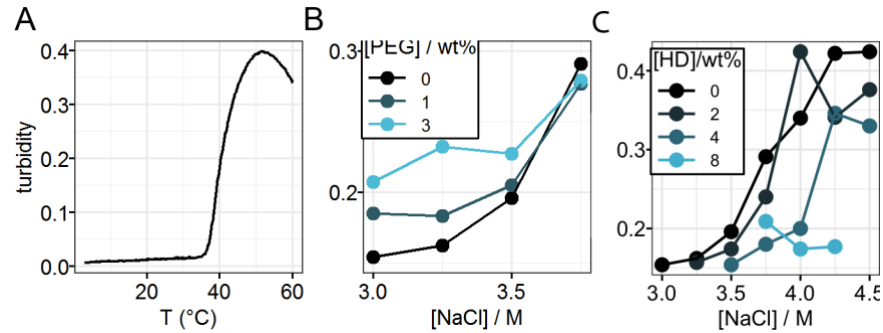 A
turbidity
0.4
0.3
0.2
0.1
0.0
20
40
60
T (°C)
B
[PEG] / wt%
0
1
3
0.3
0.2
3.0
3.5
[NaCl] / M
C
[HD]/wt%
0
2
4
8
0.4
0.3
0.2
3.0
3.5
4.0
4.5
[NaCl] / M